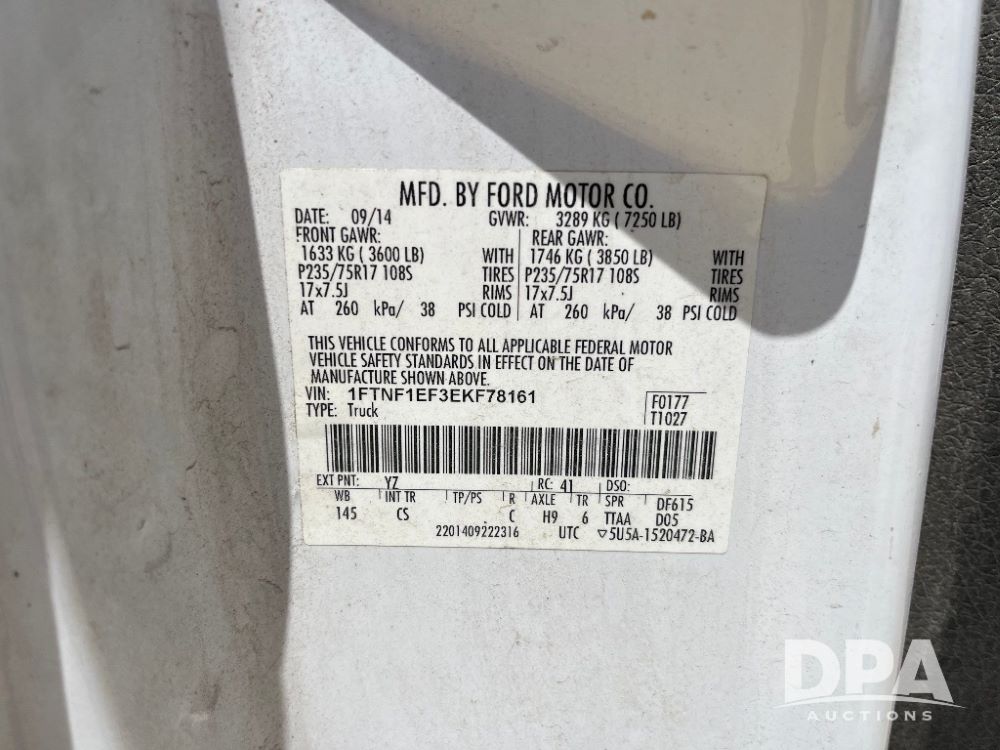 MFD. BY FORD MOTOR CO.
DATE: 09/14 GVWR: 3289 KG ( 7250 LB)
FRONT GAWR: REAR GAWR:
1633 KG ( 3600 LB) WITH 1746 KG ( 3850 LB) WITH
P235/75R17 108S TIRES P235/75R17 108S TIRES
17x7.5J RIMS 17x7.5J RIMS
AT 260 kPa/ 38 PSI COLD AT 260 kPa/ 38 PSI COLD
THIS VEHICLE CONFORMS TO ALL APPLICABLE FEDERAL MOTOR
VEHICLE SAFETY STANDARDS IN EFFECT ON THE DATE OF
MANUFACTURE SHOWN ABOVE.
VIN: 1FTNF1EF3EKF78161 F0177
TYPE: Truck T1027
EXT PNT: YZ RC: 41 DSO:
WB INT TR TP/PS R AXLE TR SPR DF615
145 CS C H9 6 TTAA D05
2201409222316 UTC ▽5U5A-1520472-BA
DPA
AUCTIONS